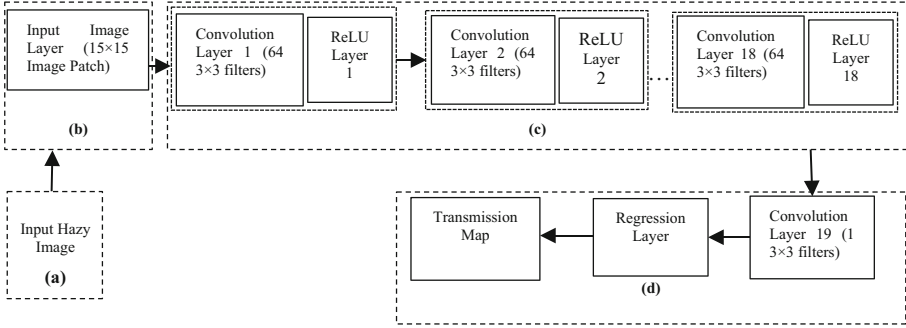 Input Image
Layer (15×15
Image Patch)
(b)
Convolution
Layer 1 (64
3×3 filters)
ReLU
Layer
1
Convolution
Layer 2 (64
3×3 filters)
ReLU
Layer
2
...
Convolution
Layer 18 (64
3×3 filters)
ReLU
Layer
18
(c)
Input Hazy
Image
(a)
Transmission
Map
Regression
Layer
Convolution
Layer 19 (1
3×3 filters)
(d)